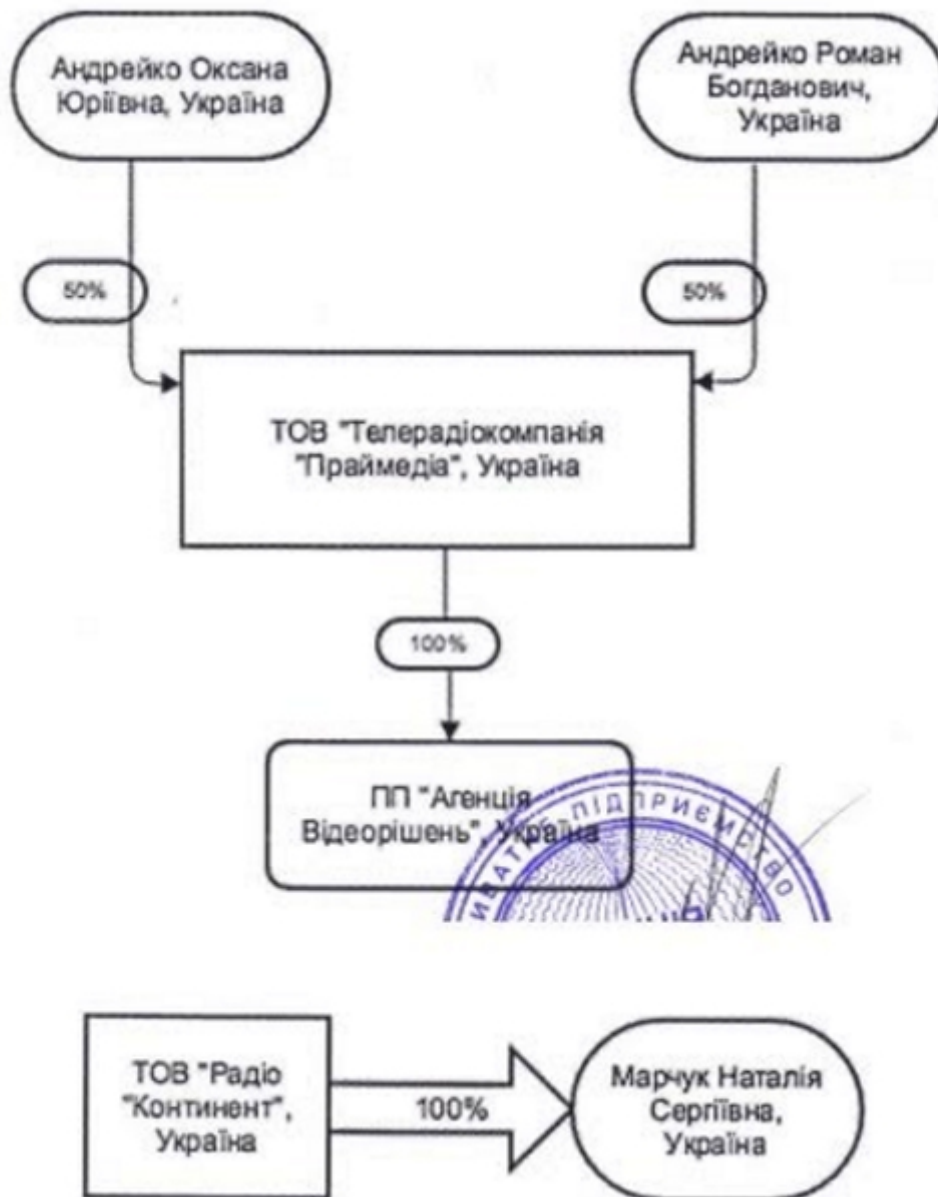 Андрейко Оксана
Юріївна, Україна
Андрейко Роман
Богданович,
Україна
50%
50%
ТОВ "Телерадіокомпанія
"Праймедіа", Україна
100%
ПП "Агенція
Відеорішень", Україна
ИВАТНЕ ПІДПРИЄМСТВО
ТОВ "Радіо
"Континент",
Україна
100%
Марчук Наталія
Сергіївна,
Україна